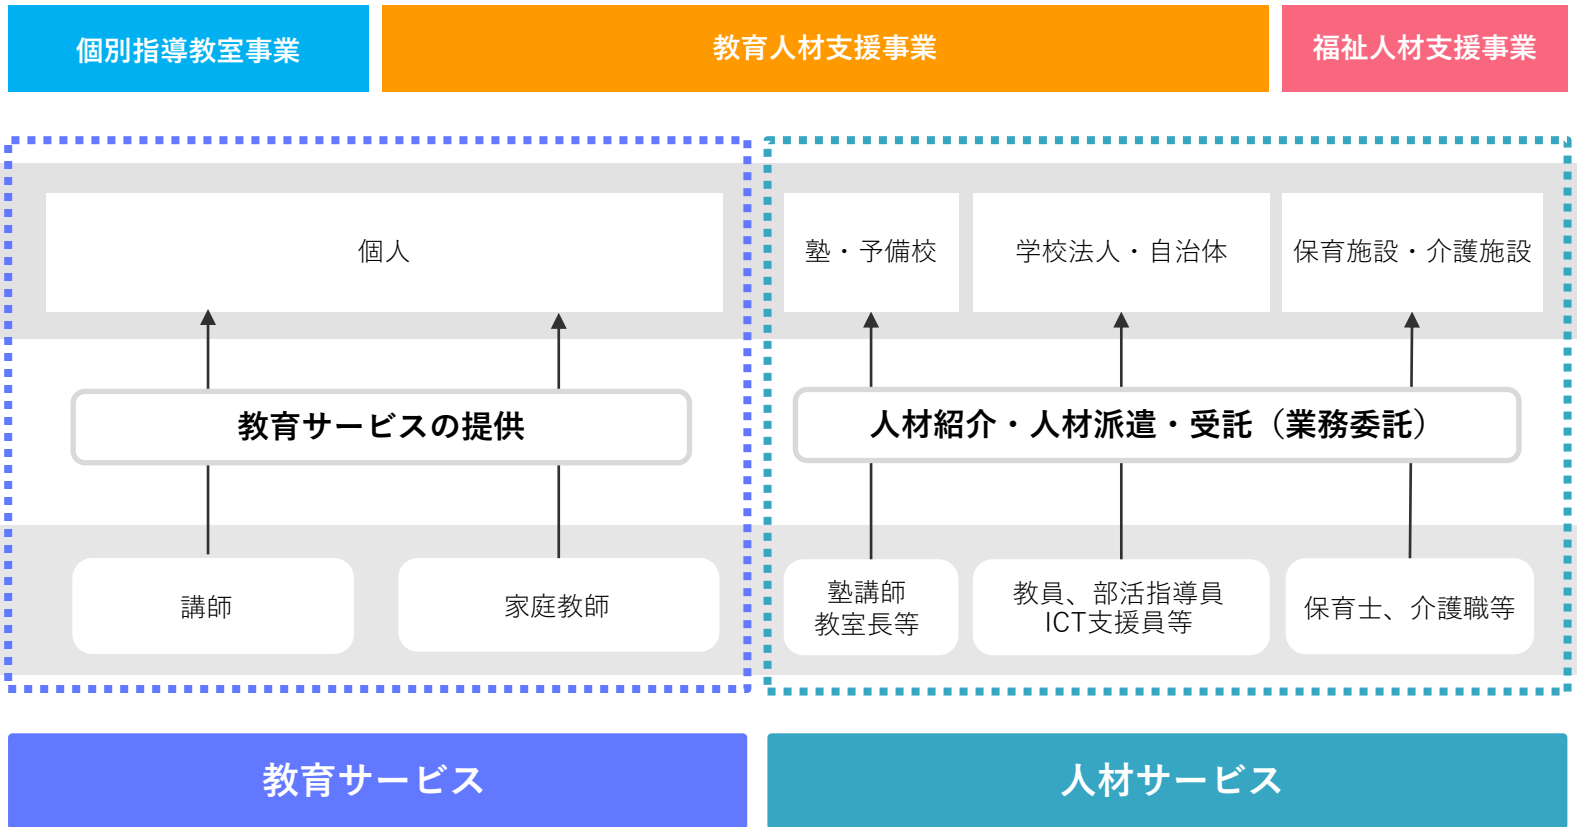 個別指導教室事業
教育人材支援事業
福祉人材支援事業
個人
塾・予備校
学校法人・自治体
保育施設・介護施設
教育サービスの提供
人材紹介・人材派遣・受託（業務委託）
講師
家庭教師
塾講師
教室長等
教員、部活指導員
ICT支援員等
保育士、介護職等
教育サービス
人材サービス